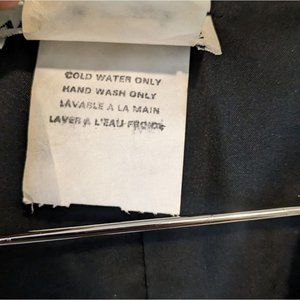 COLD WATER ONLY
HAND WASH ONLY
LAVABLE A LA MAIN
LAVER A L'EAU FROIDE